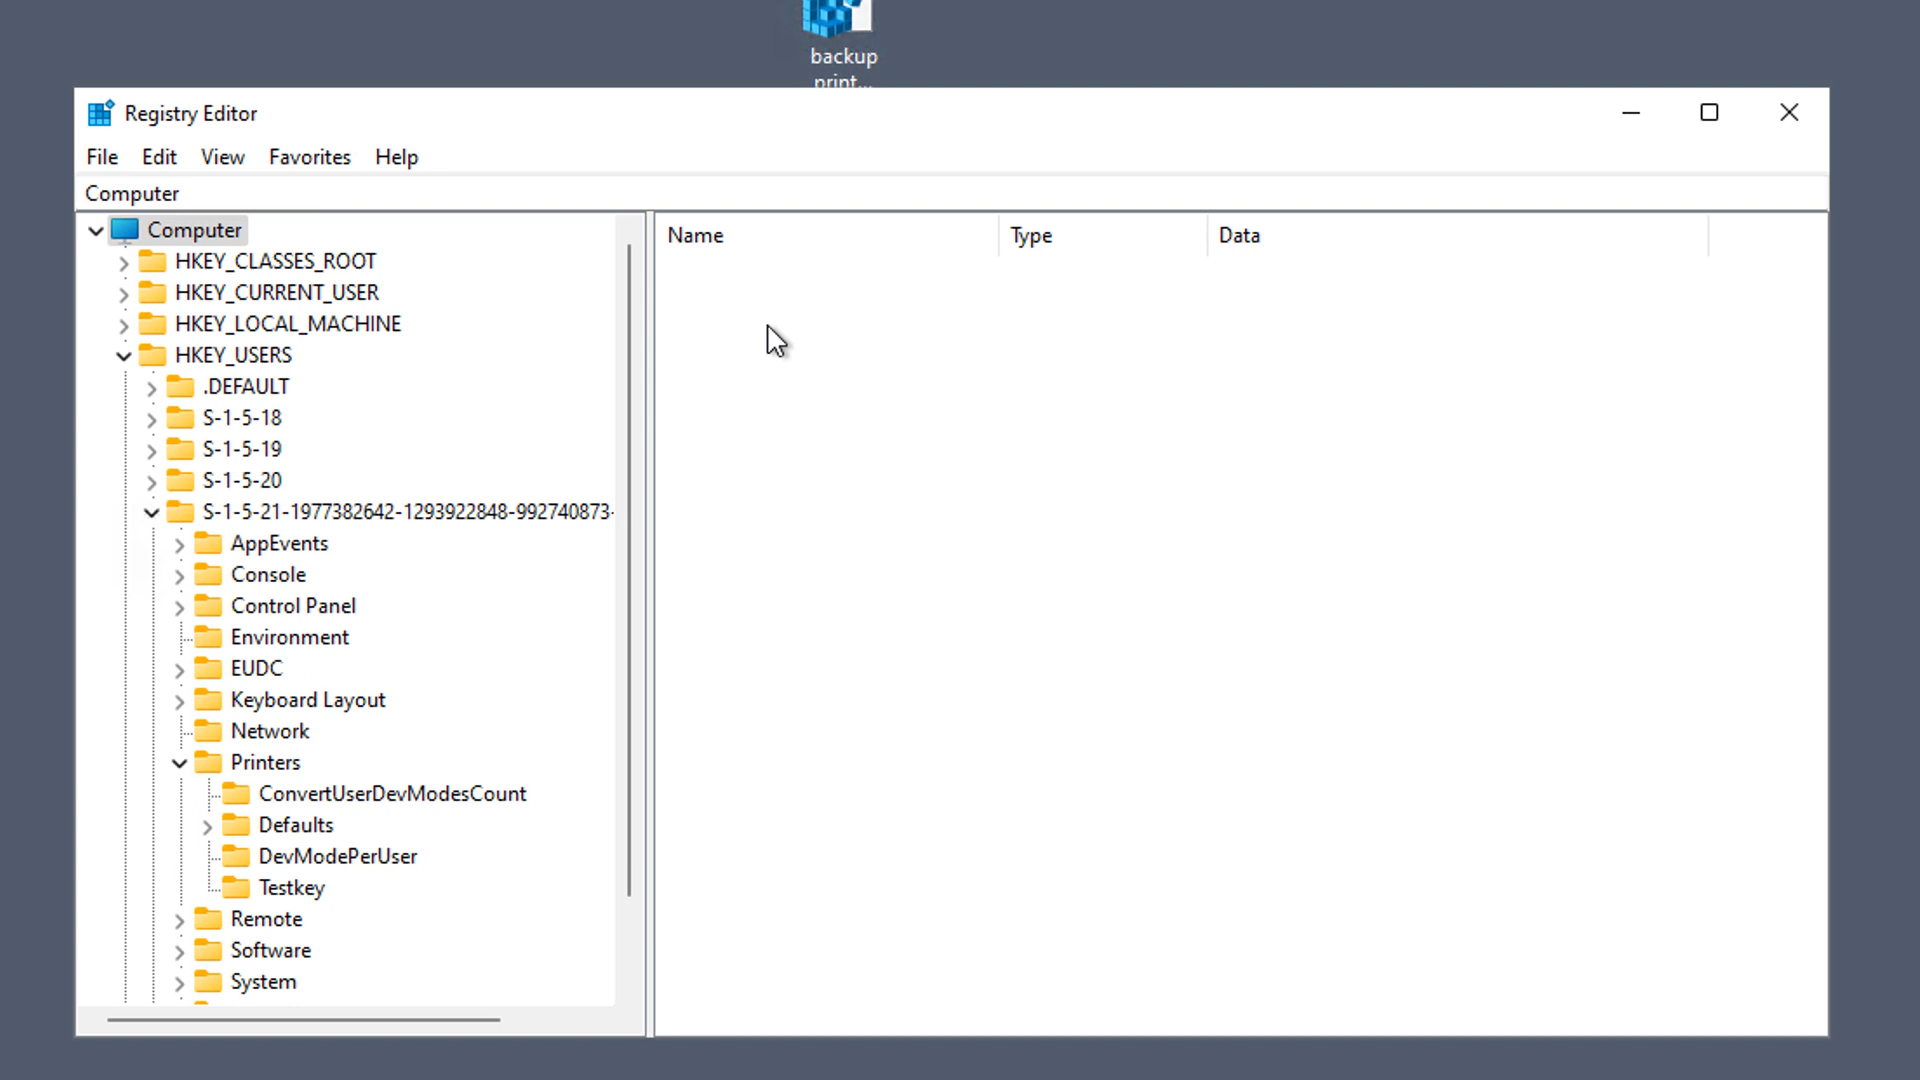 backup
print...
Registry Editor
File Edit View Favorites Help
Computer
Computer
HKEY_CLASSES_ROOT
HKEY_CURRENT_USER
HKEY_LOCAL_MACHINE
HKEY_USERS
.DEFAULT
S-1-5-18
S-1-5-19
S-1-5-20
S-1-5-21-1977382642-1293922848-992740873-
AppEvents
Console
Control Panel
Environment
EUDC
Keyboard Layout
Network
Printers
ConvertUserDevModesCount
Defaults
DevModePerUser
Testkey
Remote
Software
System
Name Type Data